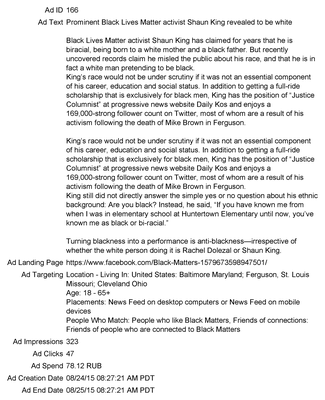 Ad ID 166
Ad Text Prominent Black Lives Matter activist Shaun King revealed to be white
Black Lives Matter activist Shaun King has claimed for years that he is
biracial, being born to a white mother and a black father. But recently
uncovered records claim he misled the public about his race, and that he is in
fact a white man pretending to be black.
King's race would not be under scrutiny if it was not an essential component
of his career, education and social status. In addition to getting a full-ride
scholarship that is exclusively for black men, King has the position of "Justice
Columnist" at progressive news website Daily Kos and enjoys a
169,000-strong follower count on Twitter, most of whom are a result of his
activism following the death of Mike Brown in Ferguson.
King's race would not be under scrutiny if it was not an essential component
of his career, education and social status. In addition to getting a full-ride
scholarship that is exclusively for black men, King has the position of "Justice
Columnist" at progressive news website Daily Kos and enjoys a
169,000-strong follower count on Twitter, most of whom are a result of his
activism following the death of Mike Brown in Ferguson.
King still did not directly answer the simple yes or no question about his ethnic
background: Are you black? Instead, he said, "If you have known me from
when I was in elementary school at Huntertown Elementary until now, you've
known me as black or bi-racial."
Turning blackness into a performance is anti-blackness—irrespective of
whether the white person doing it is Rachel Dolezal or Shaun King.
Ad Landing Page https://www.facebook.com/Black-Matters-1579673598947501/
Ad Targeting Location - Living In: United States: Baltimore Maryland; Ferguson, St. Louis
Missouri; Cleveland Ohio
Age: 18 - 65+
Placements: News Feed on desktop computers or News Feed on mobile
devices
People Who Match: People who like Black Matters, Friends of connections:
Friends of people who are connected to Black Matters
Ad Impressions 323
Ad Clicks 47
Ad Spend 78.12 RUB
Ad Creation Date 08/24/15 08:27:21 AM PDT
Ad End Date 08/25/15 08:27:21 AM PDT